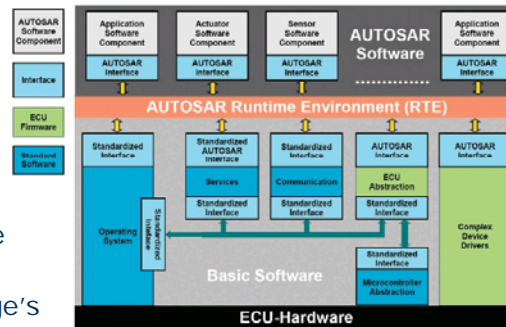 AUTOSAR
Software
Component
Interface
ECU
Firmware
Standard
Software
Application
Software
Component
AUTOSAR
Interface
Actuator
Software
Component
AUTOSAR
Interface
Sensor
Software
Component
AUTOSAR
Interface
AUTOSAR
Software
..............
Application
Software
Component
AUTOSAR
Interface
AUTOSAR Runtime Environment (RTE)
Standardized
Interface
Operating
System
Standardized
Interface
Standardized
AUTOSAR
Interface
Services
Standardized
Interface
Standardized
Interface
Communication
Standardized
Interface
AUTOSAR
Interface
ECU
Abstraction
Standardized
Interface
Standardized
Interface
Microcontroller
Abstraction
AUTOSAR
Interface
Complex
Device
Drivers
Basic Software
ECU-Hardware
e
ge's